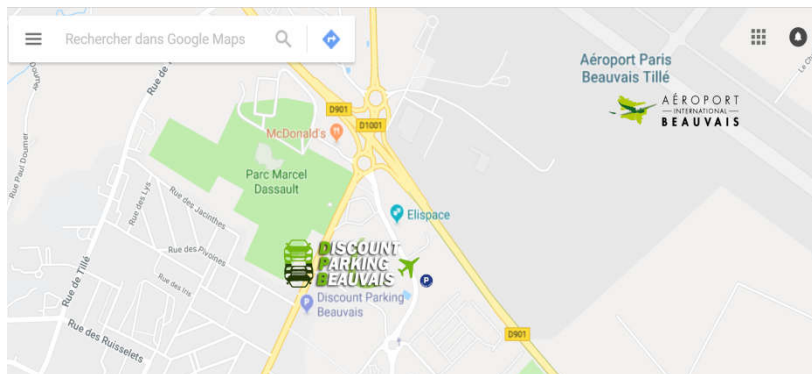 Rechercher dans Google Maps
Aéroport Paris
Beauvais Tillé
AÉROPORT
INTERNATIONAL
BEAUVAIS
D901
D1001
McDonald's
Parc Marcel
Dassault
Elispace
DISCOUNT
PARKING
BEAUVAIS
P
Discount Parking
Beauvais
D901
Rue Paul Doumer
Rue des Lys
Rue des Jacinthes
Rue des Pivoines
Rue des Iris
Rue de Tillé
Rue des Ruisselets